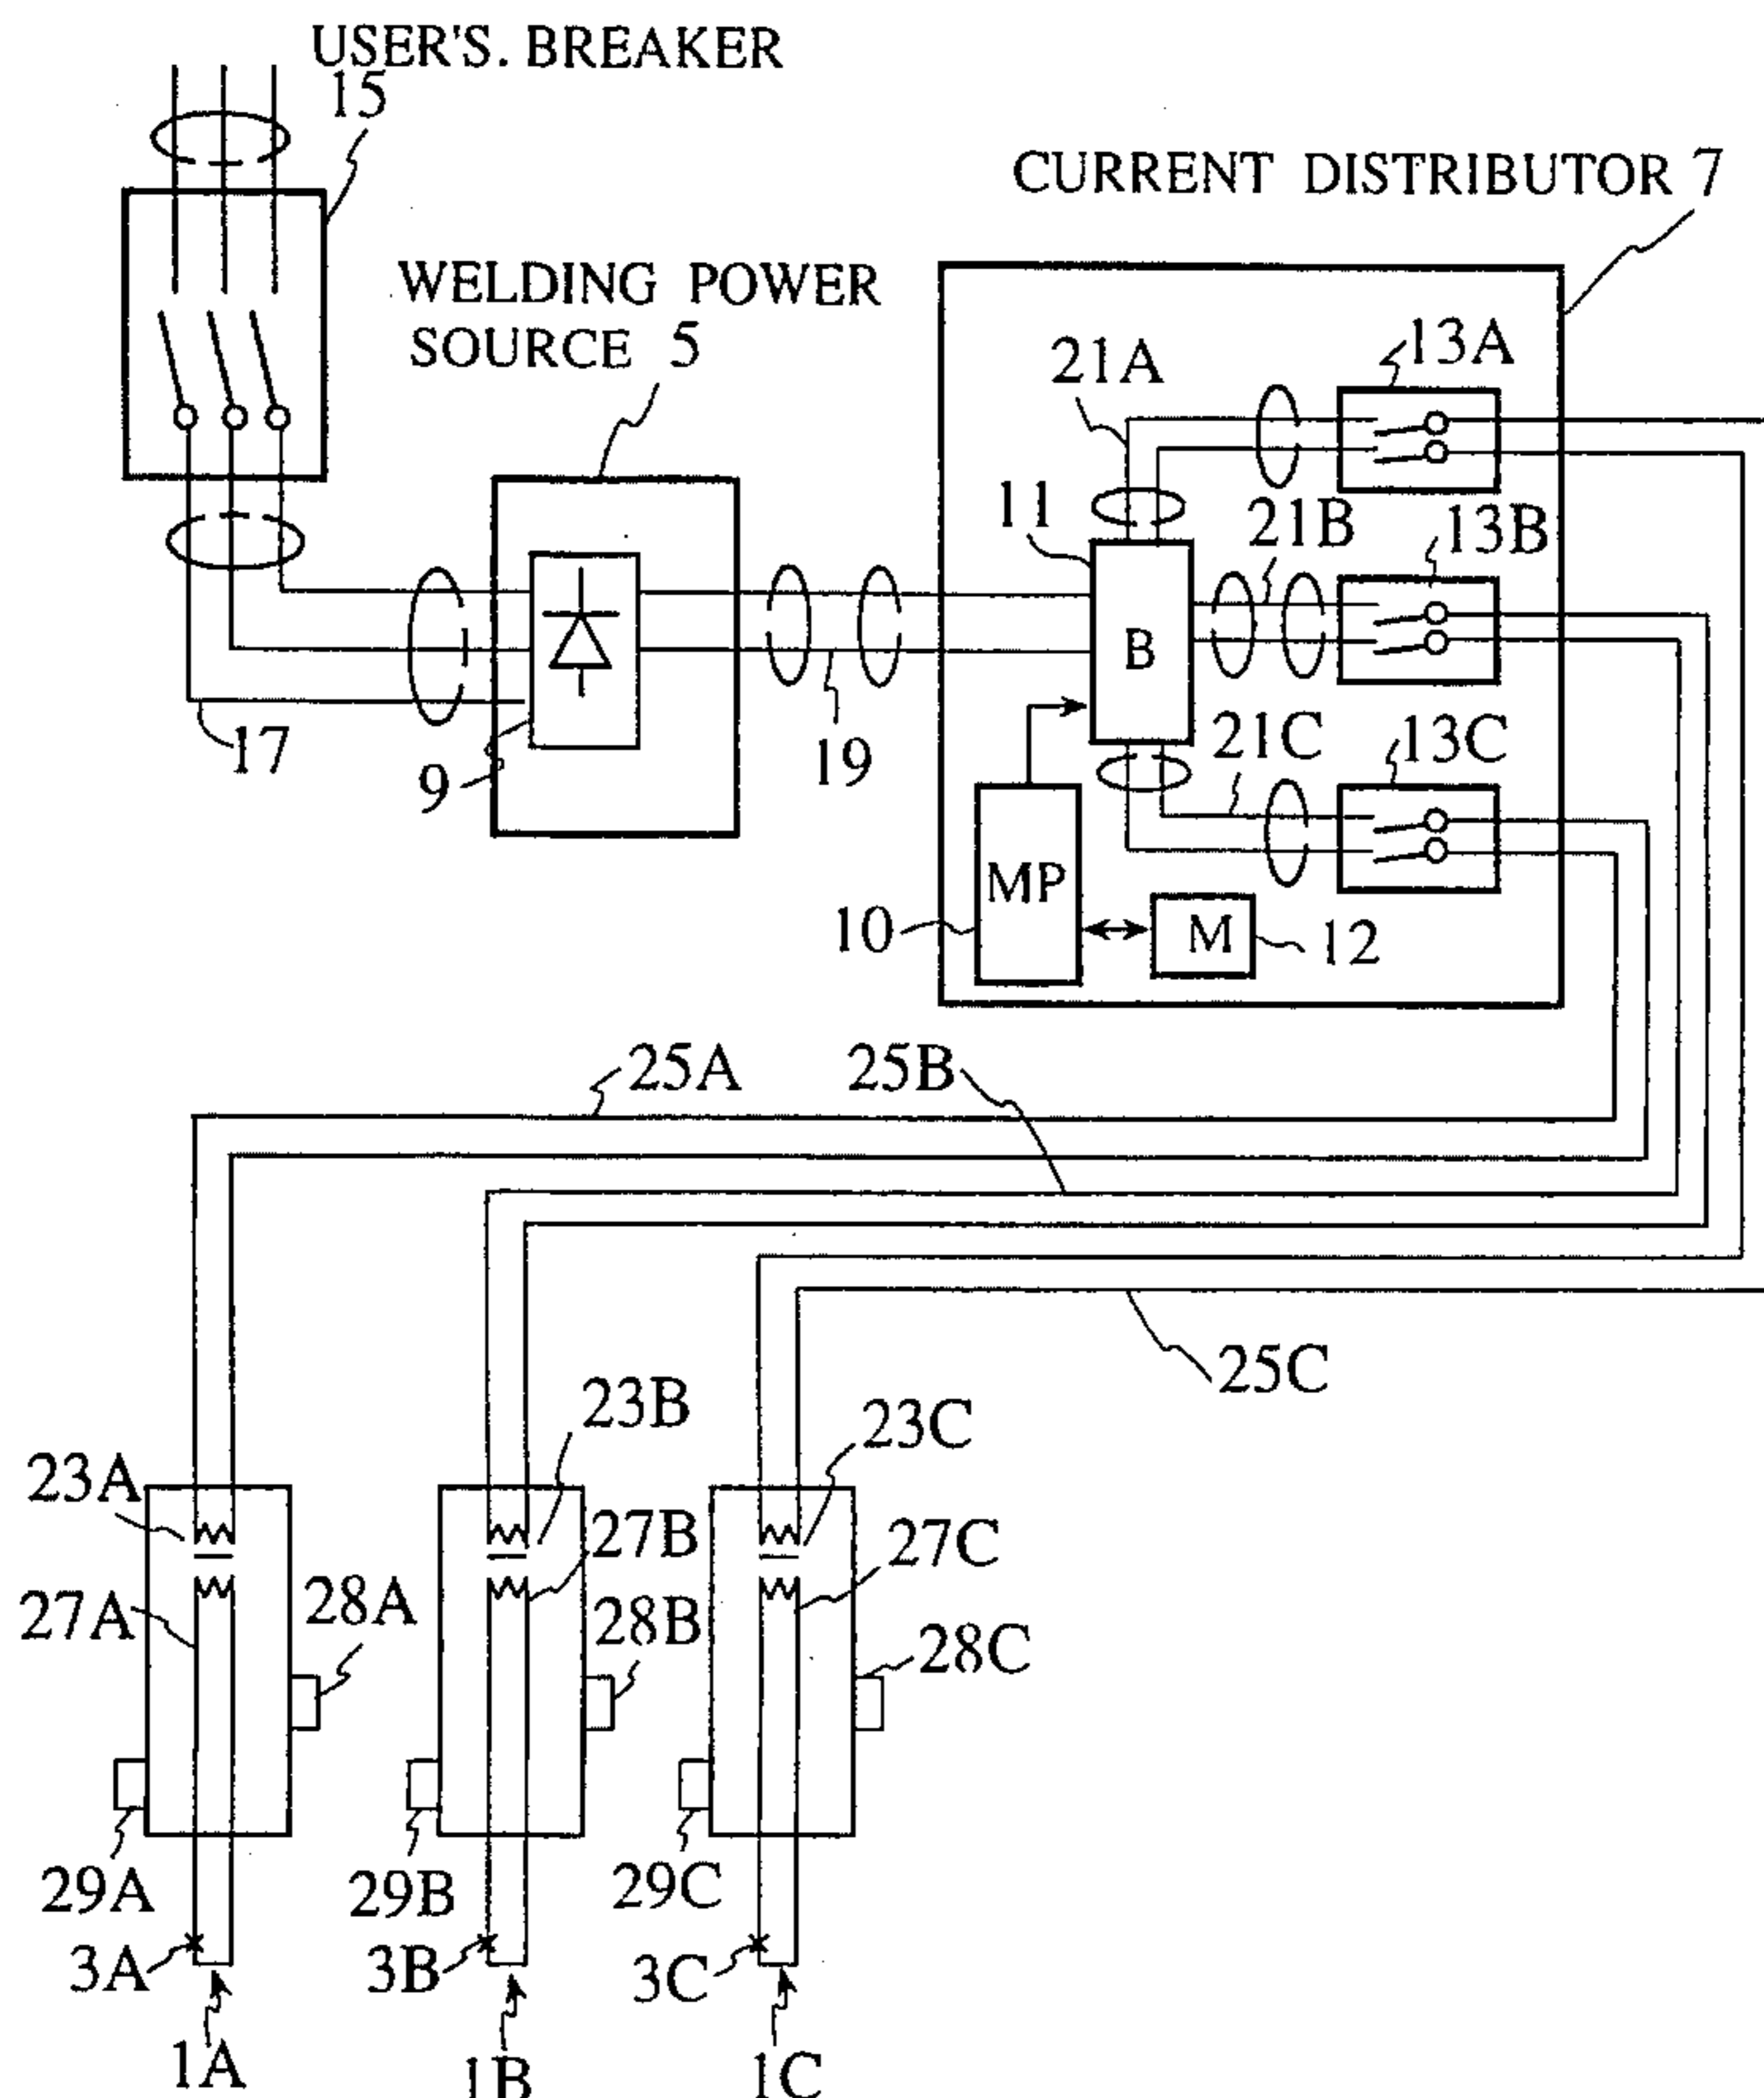 USER'S. BREAKER
15
CURRENT DISTRIBUTOR 7
WELDING POWER
SOURCE 5
13A
21A
11
21B
13B
B
17
9
19
21C
13C
MP
10
M
12
25A
25B
25C
23A
23B
23C
27A
27B
27C
28A
28B
28C
29A
29B
29C
3A
3B
3C
1A
1B
1C